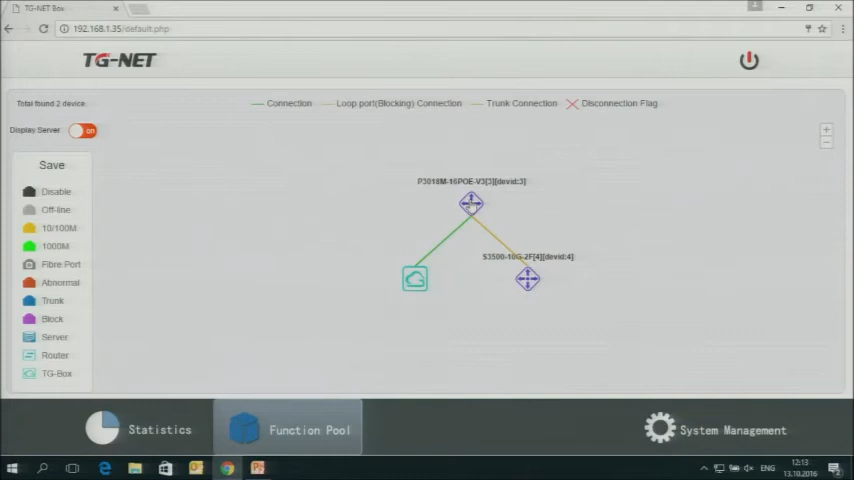 TG-NET Box
192.168.1.35/default.php
TG-NET
Total found 2 device.
Connection
Loop port(Blocking) Connection
Trunk Connection
Disconnection Flag
Display Server
on
Save
Disable
Off-line
10/100M
1000M
Fibre Port
Abnormal
Trunk
Block
Server
Router
TG-Box
P3018M-16POE-V3[3][devid:3]
S3500-10G-2F[4][devid:4]
Statistics
Function Pool
System Management
ENG
12:13
13.10.2016